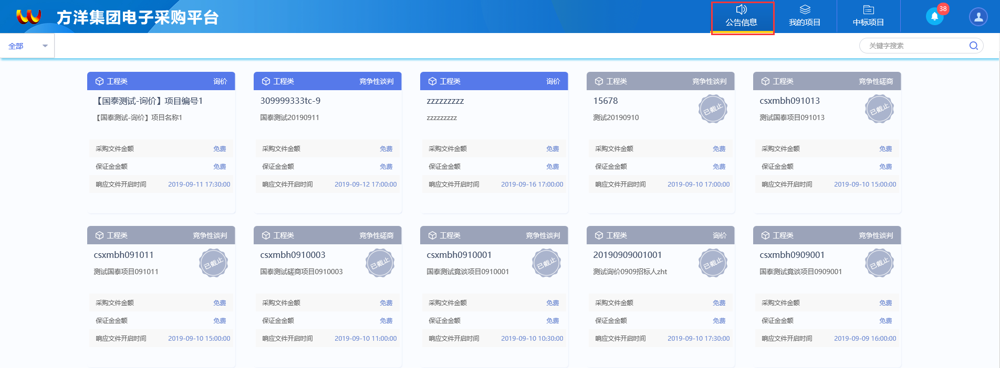 方洋集团电子采购平台
公告信息
我的项目
中标项目
38
全部
关键字搜索
工程类 询价
【国泰测试-询价】项目编号1
【国泰测试-询价】项目名称1
采购文件金额 免费
保证金金额 免费
响应文件开启时间 2019-09-11 17:30:00
工程类 竞争性谈判
309999333tc-9
国泰测试20190911
采购文件金额 免费
保证金金额 免费
响应文件开启时间 2019-09-12 17:00:00
工程类 询价
zzzzzzzzz
zzzzzzzzz
采购文件金额 免费
保证金金额 免费
响应文件开启时间 2019-09-16 17:00:00
工程类 竞争性谈判
15678
已截止
测试20190910
采购文件金额 免费
保证金金额 免费
响应文件开启时间 2019-09-10 17:00:00
工程类 竞争性磋商
csxmbh091013
已截止
测试国泰项目091013
采购文件金额 免费
保证金金额 免费
响应文件开启时间 2019-09-10 15:00:00
工程类 竞争性谈判
csxmbh091011
已截止
测试国泰项目091011
采购文件金额 免费
保证金金额 免费
响应文件开启时间 2019-09-10 15:00:00
工程类 竞争性磋商
csxmbh0910003
已截止
国泰测试磋商项目0910003
采购文件金额 免费
保证金金额 免费
响应文件开启时间 2019-09-10 11:00:00
工程类 竞争性谈判
csxmbh0910001
已截止
国泰测试竟谈项目0910001
采购文件金额 免费
保证金金额 免费
响应文件开启时间 2019-09-10 10:30:00
工程类 询价
20190909001001
已截止
测试询价0909招标人zht
采购文件金额 免费
保证金金额 免费
响应文件开启时间 2019-09-10 17:30:00
工程类 竞争性谈判
csxmbh0909001
已截止
国泰测试竟谈项目0909001
采购文件金额 免费
保证金金额 免费
响应文件开启时间 2019-09-09 16:00:00